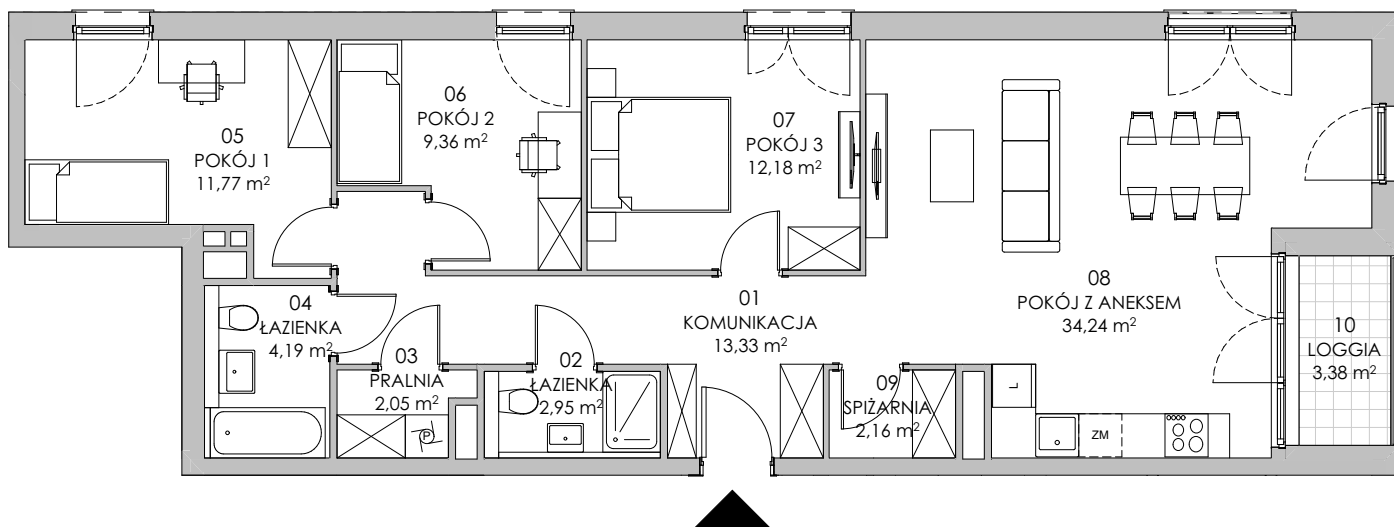 05
POKÓJ 1
11,77 m²
06
POKÓJ 2
9,36 m²
07
POKÓJ 3
12,18 m²
08
POKÓJ Z ANEKSEM
34,24 m²
10
LOGGIA
3,38 m²
01
KOMUNIKACJA
13,33 m²
04
ŁAZIENKA
4,19 m²
03
PRALNIA
2,05 m²
02
ŁAZIENKA
2,95 m²
09
SPIŻARNIA
2,16 m²
L
ZM
P